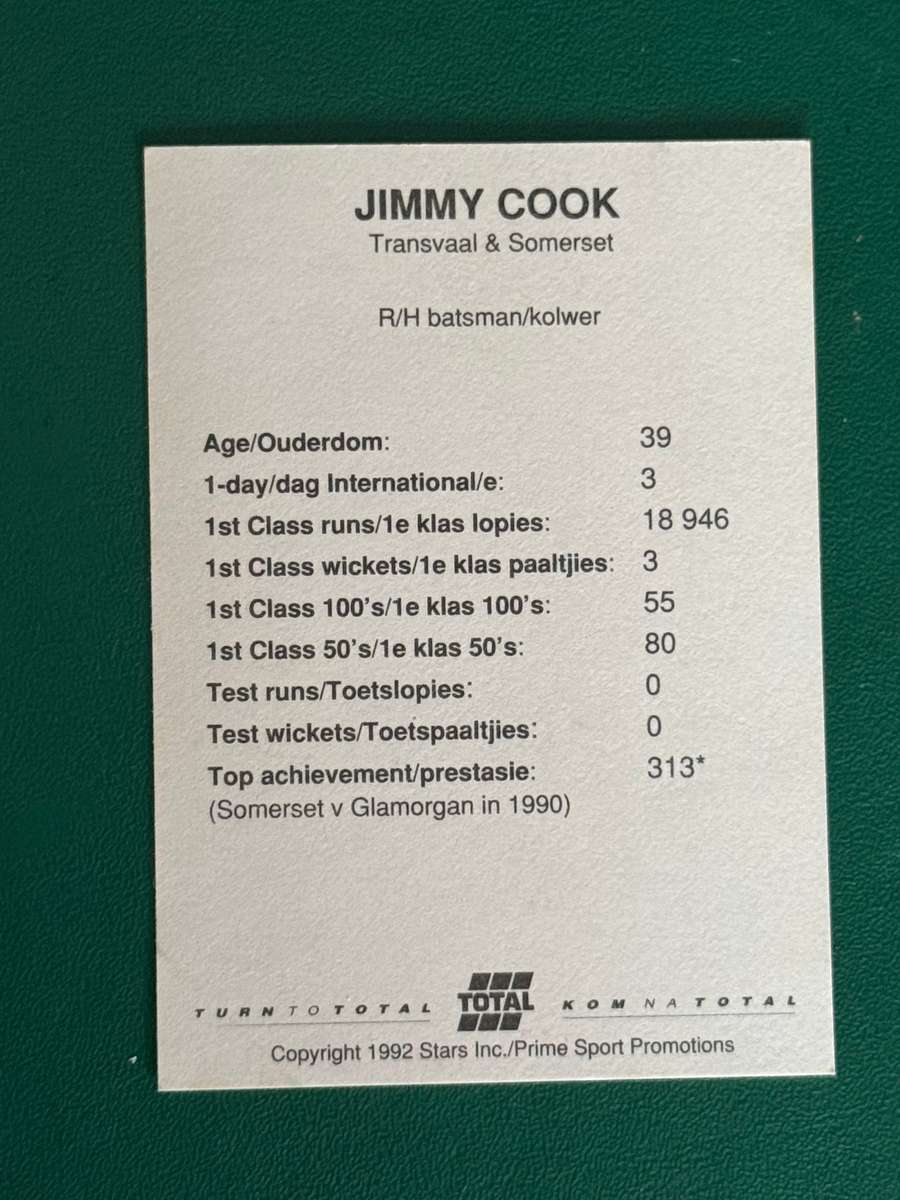 JIMMY COOK
Transvaal & Somerset
R/H batsman/kolwer
Age/Ouderdom: 39
1-day/dag International/e: 3
1st Class runs/1e klas lopies: 18 946
1st Class wickets/1e klas paaltjies: 3
1st Class 100's/1e klas 100's: 55
1st Class 50's/1e klas 50's: 80
Test runs/Toetslopies: 0
Test wickets/Toetspaaltjies: 0
Top achievement/prestasie: 313*
(Somerset v Glamorgan in 1990)
TURN TO TOTAL TOTAL KOM NA TOTAL
Copyright 1992 Stars Inc./Prime Sport Promotions